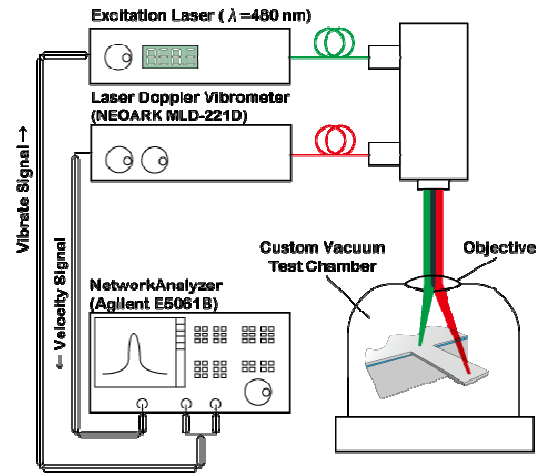 Excitation Laser ( λ=460 nm)
Laser Doppler Vibrometer
(NEOARK MLD-221D)
Vibrate Signal →
← Velocity Signal
Custom Vacuum
Test Chamber
Objective
NetworkAnalyzer
(Agilent E5061B)